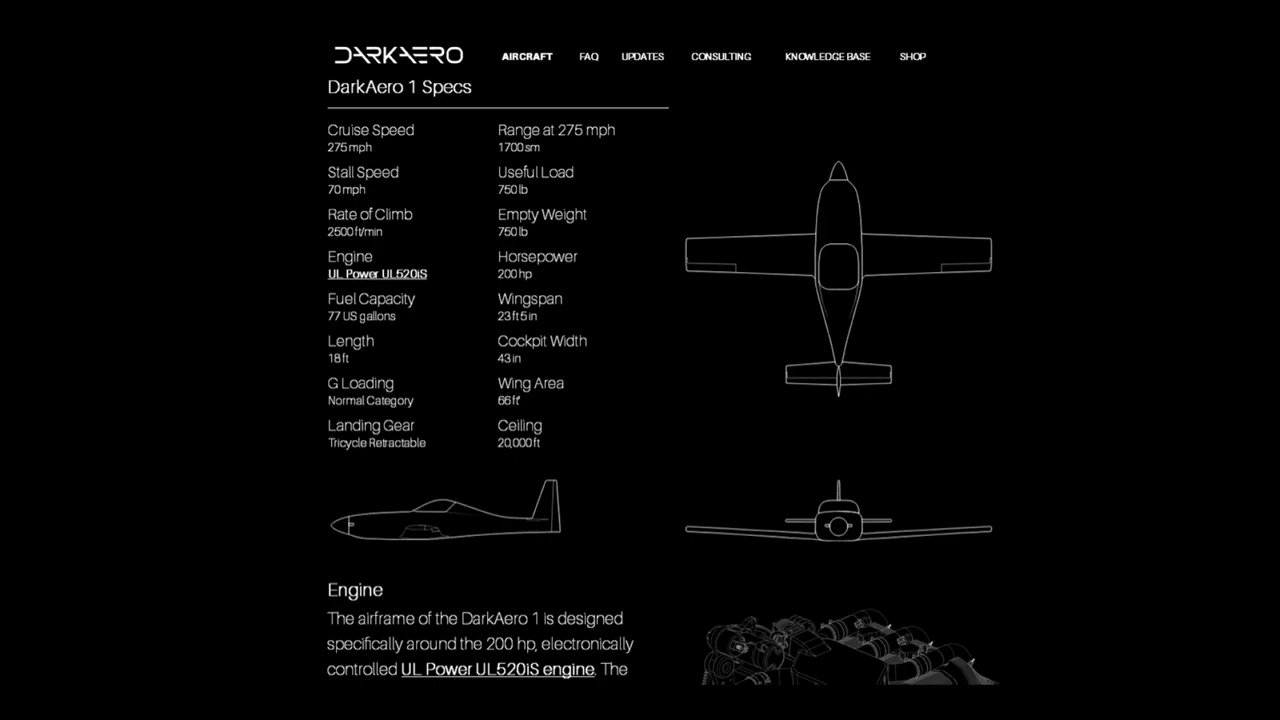 DARKAERO AIRCRAFT FAQ UPDATES CONSULTING KNOWLEDGE BASE SHOP
DarkAero 1 Specs
Cruise Speed
275 mph
Range at 275 mph
1700 sm
Stall Speed
70 mph
Useful Load
750 lb
Rate of Climb
2500 ft/min
Empty Weight
750 lb
Engine
UL Power UL520iS
Horsepower
200 hp
Fuel Capacity
77 US gallons
Wingspan
23 ft 5 in
Length
18 ft
Cockpit Width
43 in
G Loading
Normal Category
Wing Area
66 ft²
Landing Gear
Tricycle Retractable
Ceiling
20,000 ft
Engine
The airframe of the DarkAero 1 is designed
specifically around the 200 hp, electronically
controlled UL Power UL520iS engine. The